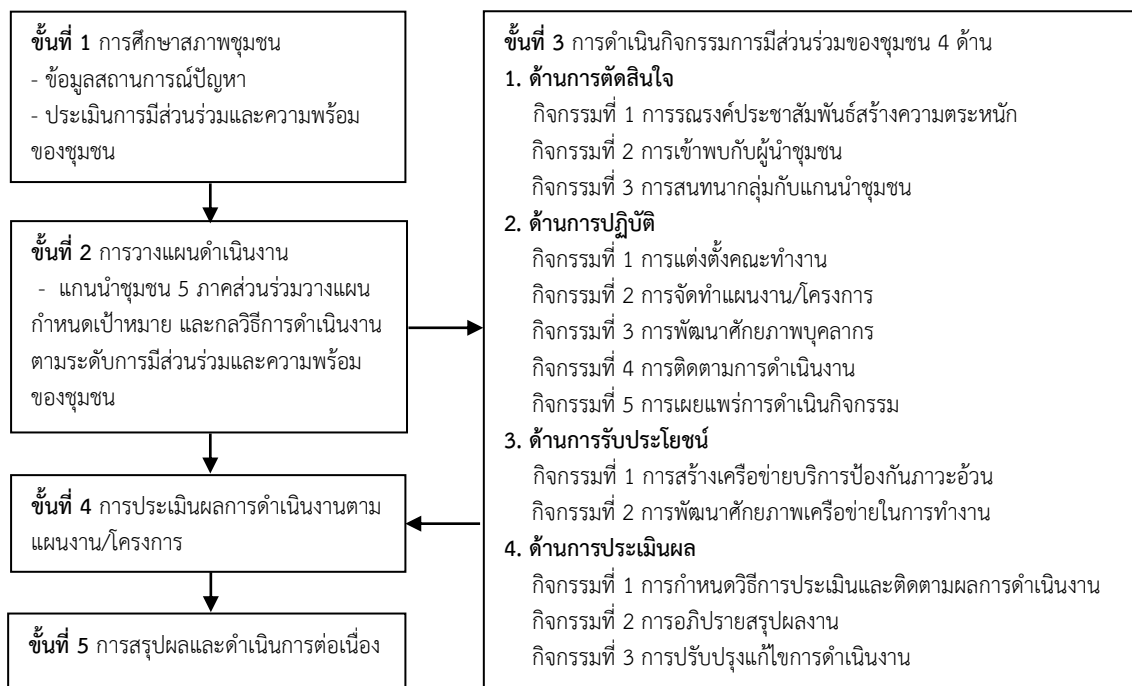 ขั้นที่ 1 การศึกษาสภาพชุมชน
- ข้อมูลสถานการณ์ปัญหา
- ประเมินการมีส่วนร่วมและความพร้อม
ของชุมชน
ขั้นที่ 2 การวางแผนดำเนินงาน
- แกนนำชุมชน 5 ภาคส่วนร่วมวางแผน
กำหนดเป้าหมาย และกลวิธีการดำเนินงาน
ตามระดับการมีส่วนร่วมและความพร้อม
ของชุมชน
ขั้นที่ 3 การดำเนินกิจกรรมการมีส่วนร่วมของชุมชน 4 ด้าน
1. ด้านการตัดสินใจ
กิจกรรมที่ 1 การรณรงค์ประชาสัมพันธ์สร้างความตระหนัก
กิจกรรมที่ 2 การเข้าพบกับผู้นำชุมชน
กิจกรรมที่ 3 การสนทนากลุ่มกับแกนนำชุมชน
2. ด้านการปฏิบัติ
กิจกรรมที่ 1 การแต่งตั้งคณะทำงาน
กิจกรรมที่ 2 การจัดทำแผนงาน/โครงการ
กิจกรรมที่ 3 การพัฒนาศักยภาพบุคลากร
กิจกรรมที่ 4 การติดตามการดำเนินงาน
กิจกรรมที่ 5 การเผยแพร่การดำเนินกิจกรรม
3. ด้านการรับประโยชน์
กิจกรรมที่ 1 การสร้างเครือข่ายบริการป้องกันภาวะอ้วน
กิจกรรมที่ 2 การพัฒนาศักยภาพเครือข่ายในการทำงาน
4. ด้านการประเมินผล
กิจกรรมที่ 1 การกำหนดวิธีการประเมินและติดตามผลการดำเนินงาน
กิจกรรมที่ 2 การอภิปรายสรุปผลงาน
กิจกรรมที่ 3 การปรับปรุงแก้ไขการดำเนินงาน
ขั้นที่ 4 การประเมินผลการดำเนินงานตาม
แผนงาน/โครงการ
ขั้นที่ 5 การสรุปผลและดำเนินการต่อเนื่อง